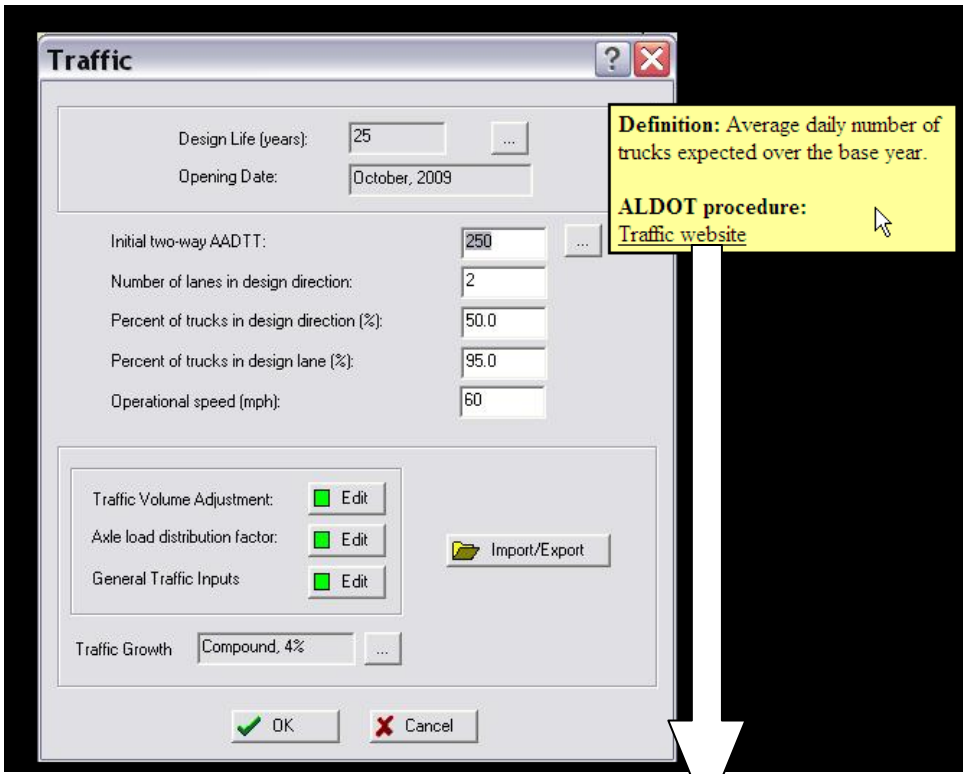 Traffic
?
Design Life (years): 25 ...
Opening Date: October, 2009
Definition: Average daily number of
trucks expected over the base year.
ALDOT procedure:
Traffic website
Initial two-way AADTT: 250 ...
Number of lanes in design direction: 2
Percent of trucks in design direction (%): 50.0
Percent of trucks in design lane (%): 95.0
Operational speed (mph): 60
Traffic Volume Adjustment: Edit
Axle load distribution factor: Edit
Import/Export
General Traffic Inputs Edit
Traffic Growth Compound, 4% ...
OK Cancel